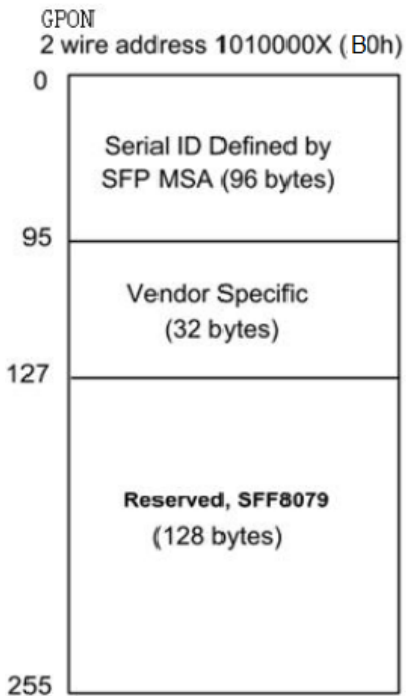 GPON
2 wire address 1010000X (B0h)
0
Serial ID Defined by
SFP MSA (96 bytes)
95
Vendor Specific
(32 bytes)
127
Reserved, SFF8079
(128 bytes)
255